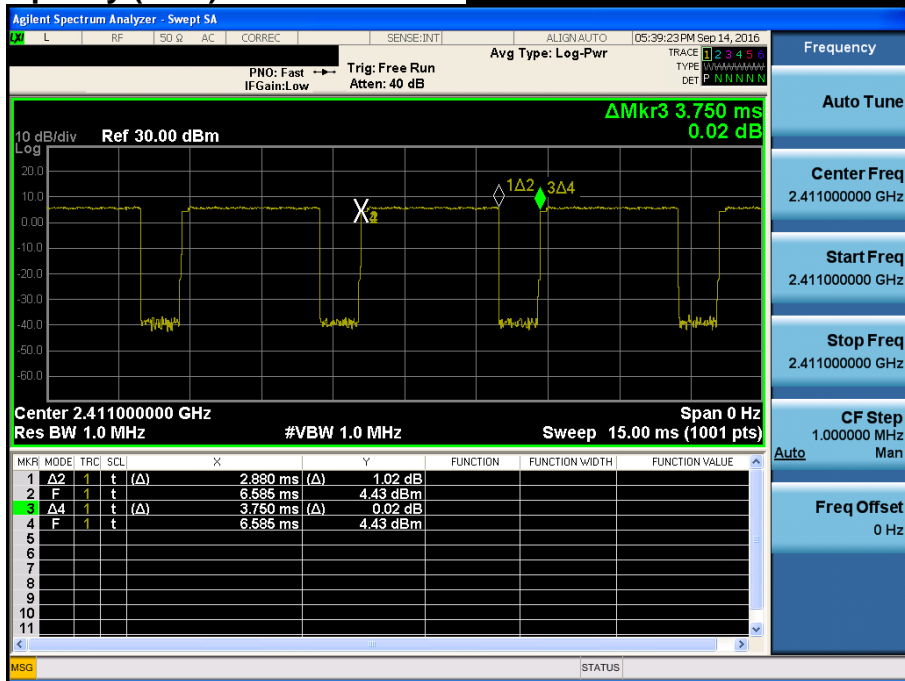 Agilent Spectrum Analyzer - Swept SA
LXI L RF 50 Ω AC CORREC SENSE:INT ALIGN AUTO 05:39:23 PM Sep 14, 2016
Avg Type: Log-Pwr
TRACE 1 2 3 4 5 6
TYPE
DET P N N N N N
PNO: Fast
IFGain:Low
Trig: Free Run
Atten: 40 dB
ΔMkr3 3.750 ms
0.02 dB
10 dB/div Ref 30.00 dBm
Log
20.0
10.0
0.00
-10.0
-20.0
-30.0
-40.0
-50.0
-60.0
1Δ2
3Δ4
Center 2.411000000 GHz Span 0 Hz
Res BW 1.0 MHz #VBW 1.0 MHz Sweep 15.00 ms (1001 pts)
MKR MODE TRC SCL X Y FUNCTION FUNCTION WIDTH FUNCTION VALUE
1 Δ2 1 t (Δ) 2.880 ms (Δ) 1.02 dB
2 F 1 t 6.585 ms 4.43 dBm
3 Δ4 1 t (Δ) 3.750 ms (Δ) 0.02 dB
4 F 1 t 6.585 ms 4.43 dBm
5
6
7
8
9
10
11
MSG STATUS
Frequency
Auto Tune
Center Freq
2.411000000 GHz
Start Freq
2.411000000 GHz
Stop Freq
2.411000000 GHz
CF Step
1.000000 MHz
Auto Man
Freq Offset
0 Hz